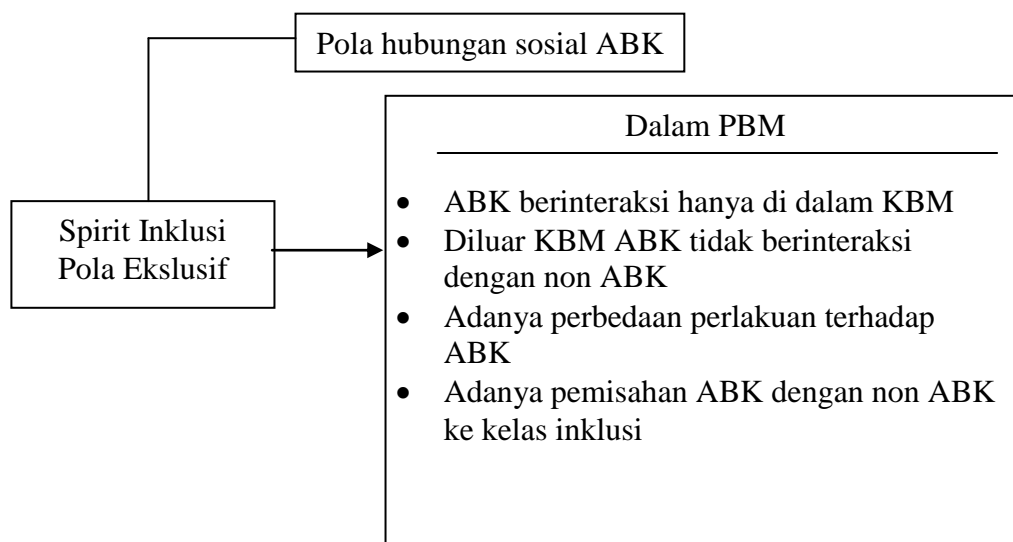 Pola hubungan sosial ABK
Dalam PBM
Spirit Inklusi
Pola Ekslusif
• ABK berinteraksi hanya di dalam KBM
• Diluar KBM ABK tidak berinteraksi
dengan non ABK
• Adanya perbedaan perlakuan terhadap
ABK
• Adanya pemisahan ABK dengan non ABK
ke kelas inklusi